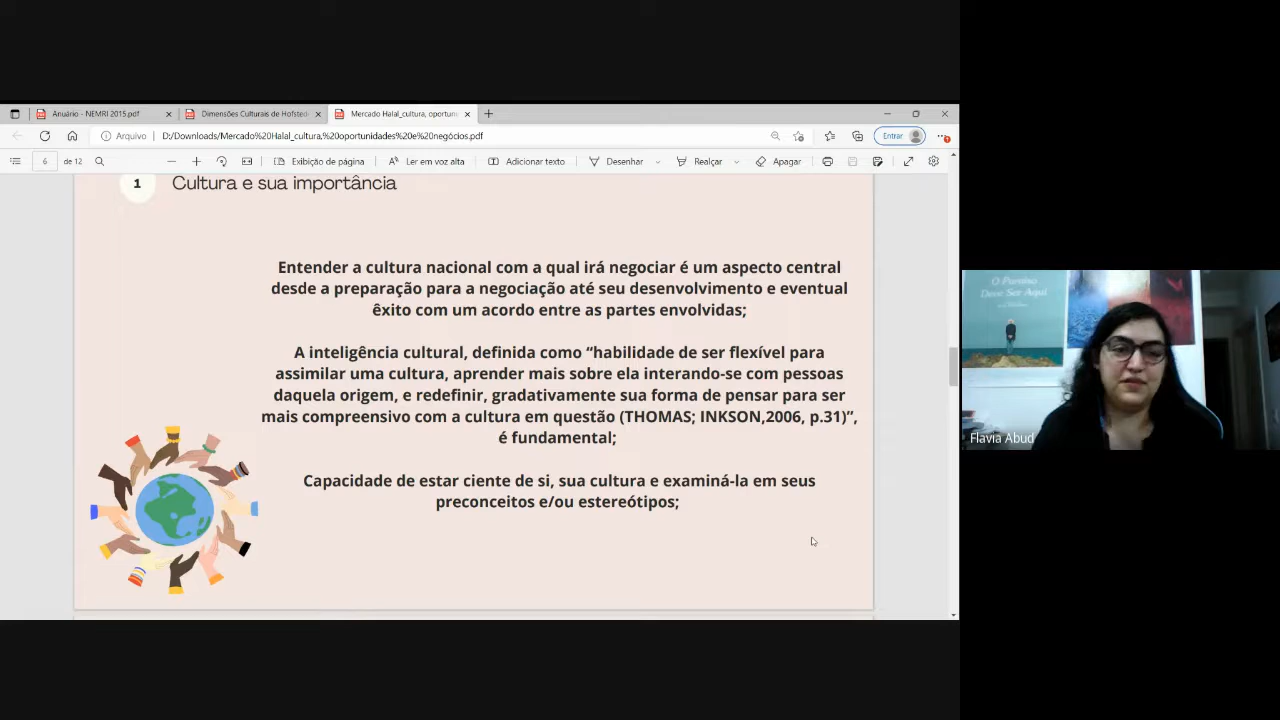 Anuário - NEMRI 2015.pdf
Dimensões Culturais de Hofsted
Mercado Halal_cultura, oportun
Arquivo
D:/Downloads/Mercado%20Halal_cultura,%20oportunidades%20e%20negócios.pdf
Entrar
6 de 12
Exibição de página
Ler em voz alta
Adicionar texto
Desenhar
Realçar
Apagar
1 Cultura e sua importância
Entender a cultura nacional com a qual irá negociar é um aspecto central
desde a preparação para a negociação até seu desenvolvimento e eventual
êxito com um acordo entre as partes envolvidas;
A inteligência cultural, definida como “habilidade de ser flexível para
assimilar uma cultura, aprender mais sobre ela interando-se com pessoas
daquela origem, e redefinir, gradativamente sua forma de pensar para ser
mais compreensivo com a cultura em questão (THOMAS; INKSON,2006, p.31)”,
é fundamental;
Capacidade de estar ciente de si, sua cultura e examiná-la em seus
preconceitos e/ou estereótipos;
O Paraíso
Deve Ser Aqui
Flavia Abud